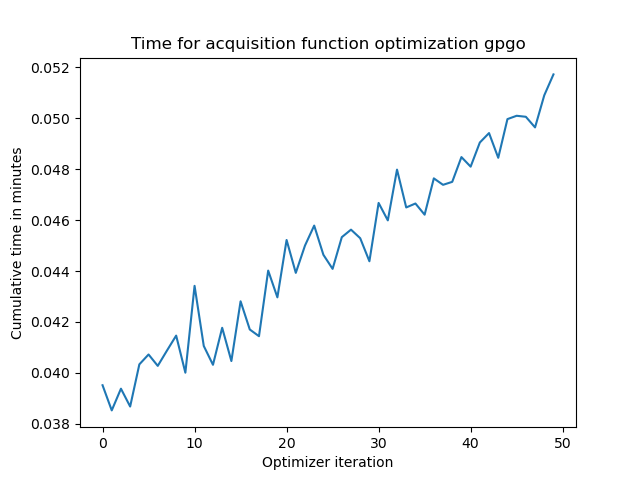 Time for acquisition function optimization gpgo
0.052
0.050
0.048
0.046
0.044
0.042
0.040
0.038
Cumulative time in minutes
0 10 20 30 40 50
Optimizer iteration